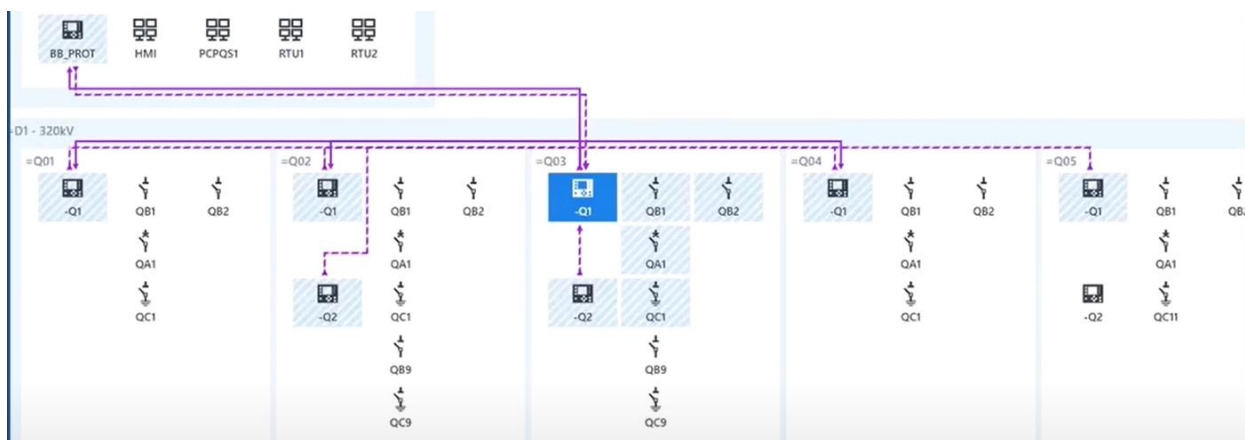 BB_PROT HMI PCPQS1 RTU1 RTU2
=D1 - 320kV
=Q01 =Q02 =Q03 =Q04 =Q05
-Q1 QB1 QB2 -Q1 QB1 QB2 -Q1 QB1 QB2 -Q1 QB1 QB2 -Q1 QB1
QA1 QA1 QA1 QA1 QA1
QC1 -Q2 QC1 -Q2 QC1 QC1 -Q2 QC11
QB9 QB9
QC9 QC9